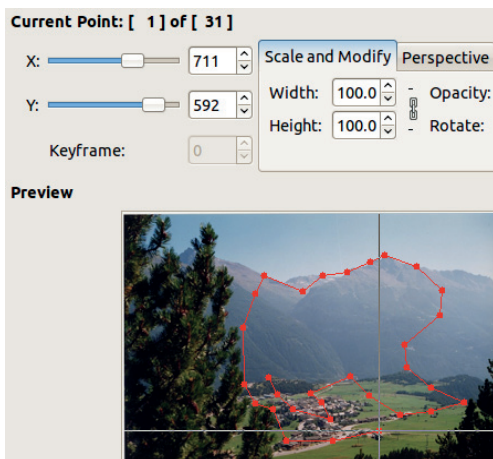 Current Point: [ 1 ] of [ 31 ]
X: 711
Y: 592
Keyframe: 0
Scale and Modify Perspective
Width: 100.0 Opacity:
Height: 100.0 Rotate:
Preview